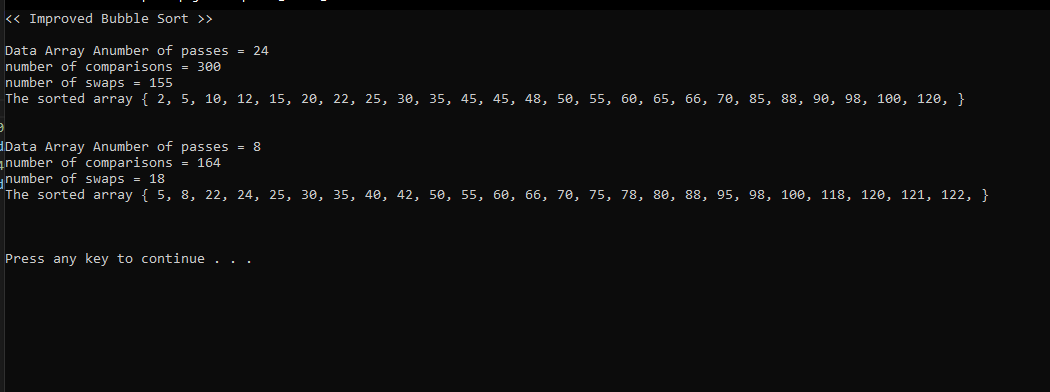 << Improved Bubble Sort >>
Data Array Anumber of passes = 24
number of comparisons = 300
number of swaps = 155
The sorted array { 2, 5, 10, 12, 15, 20, 22, 25, 30, 35, 45, 45, 48, 50, 55, 60, 65, 66, 70, 85, 88, 90, 98, 100, 120, }
Data Array Anumber of passes = 8
number of comparisons = 164
number of swaps = 18
The sorted array { 5, 8, 22, 24, 25, 30, 35, 40, 42, 50, 55, 60, 66, 70, 75, 78, 80, 88, 95, 98, 100, 118, 120, 121, 122, }
Press any key to continue . . .